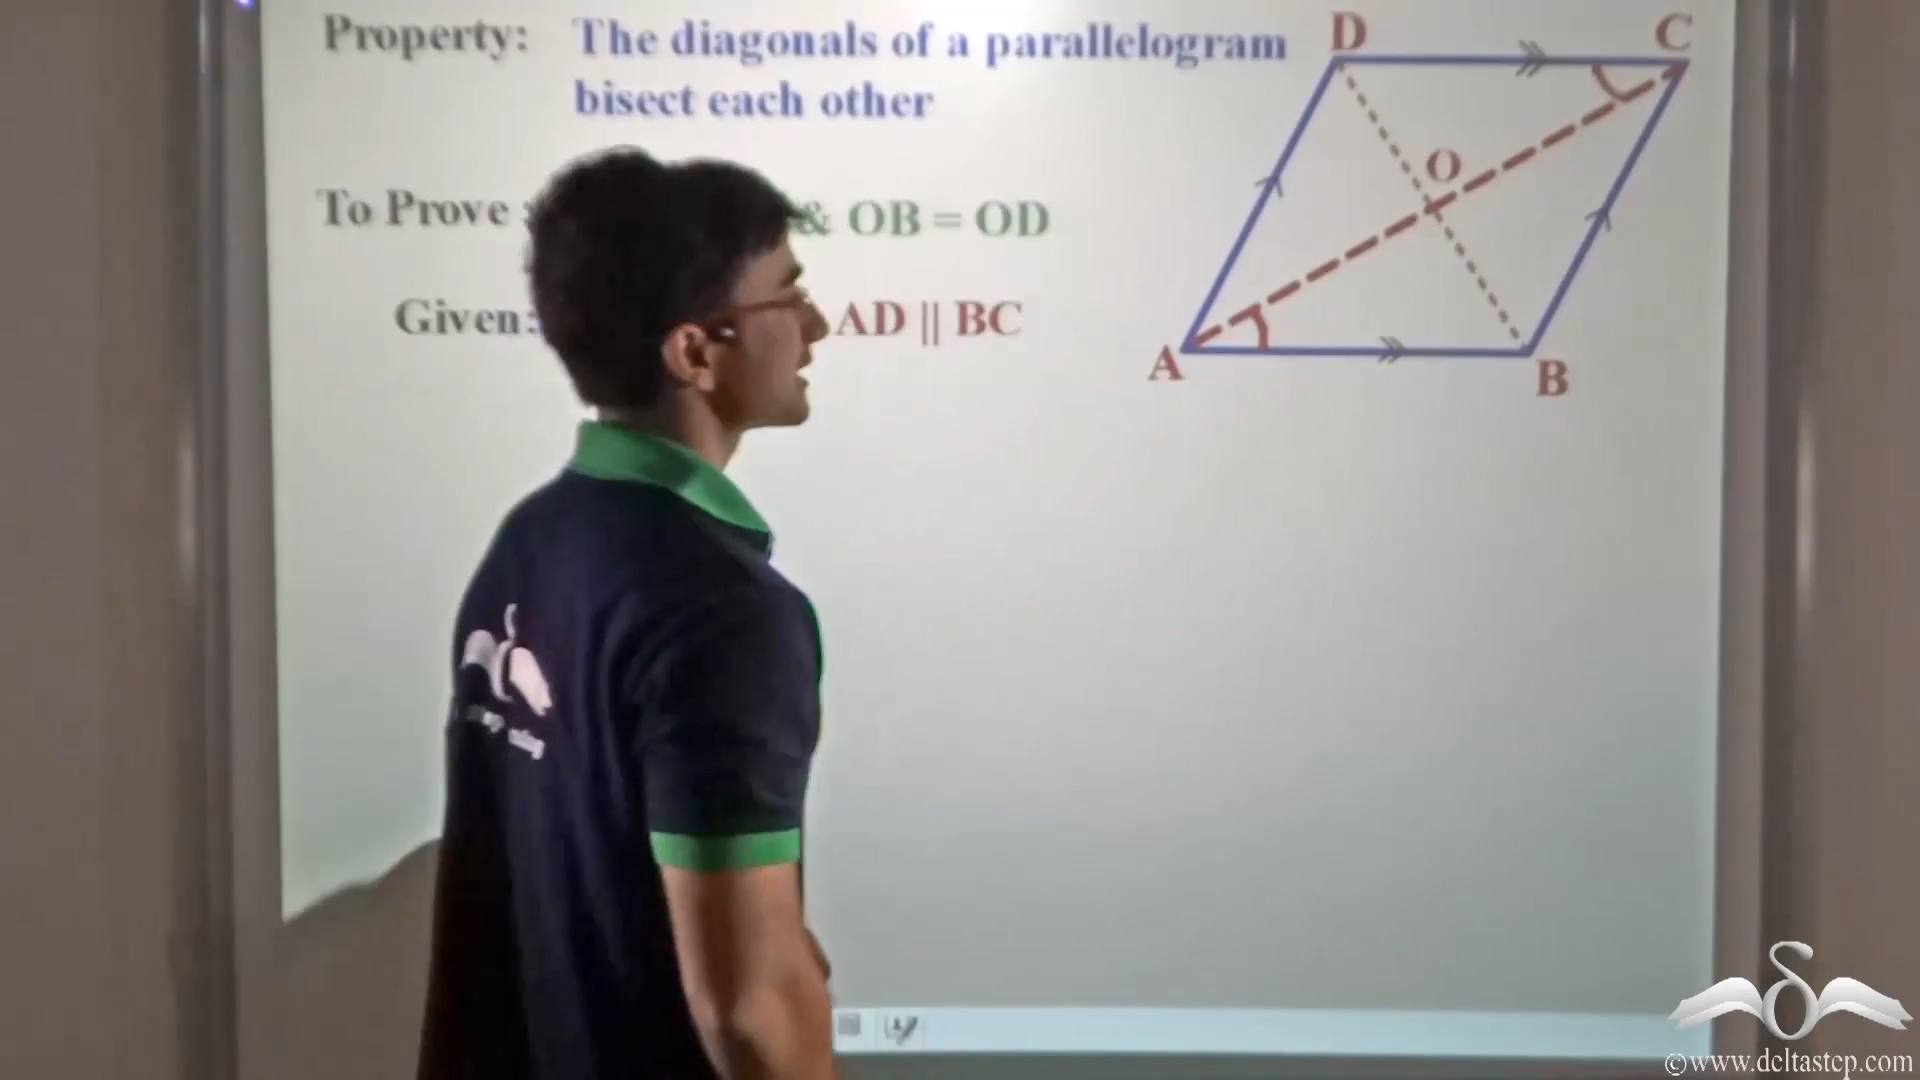 Property: The diagonals of a parallelogram
bisect each other
To Prove : & OB = OD
Given: AD || BC
D
C
O
A
B
©www.deltastep.com